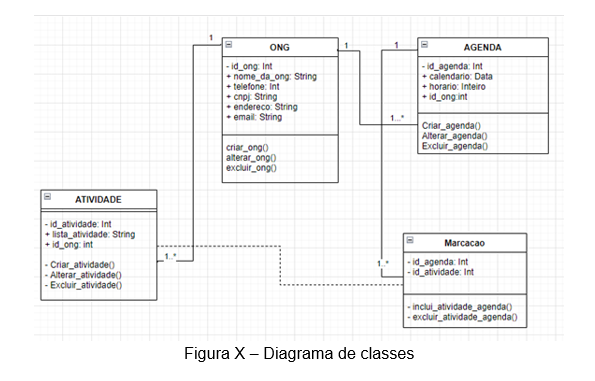 1
ONG
- id_ong: Int
+ nome_da_ong: String
+ telefone: Int
+ cnpj: String
+ endereco: String
+ email: String
criar_ong()
alterar_ong()
excluir_ong()
1
1
AGENDA
- id_agenda: Int
+ calendario: Data
+ horario: Inteiro
+ id_ong:int
Criar_agenda()
Alterar_agenda()
Excluir_agenda()
1...*
ATIVIDADE
- id_atividade: Int
+ lista_atividade: String
+ id_ong: int
- Criar_atividade()
- Alterar_atividade()
- Excluir_atividade()
1..*
1..*
Marcacao
- id_agenda: Int
- id_atividade: Int
- inclui_atividade_agenda()
- excluir_atividade_agenda()
Figura X – Diagrama de classes